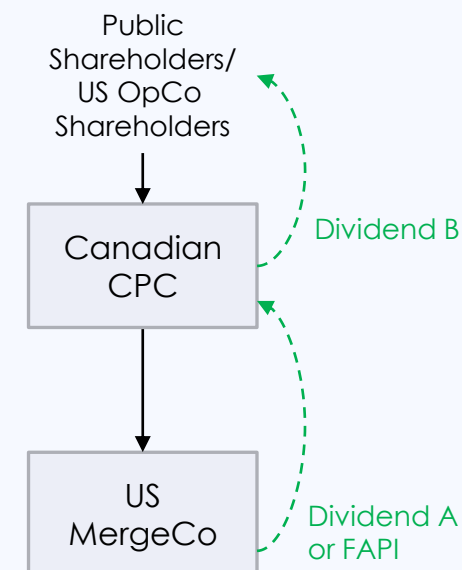 Public
Shareholders/
US OpCo
Shareholders
Dividend B
Canadian
CPC
US
MergeCo
Dividend A
or FAPI